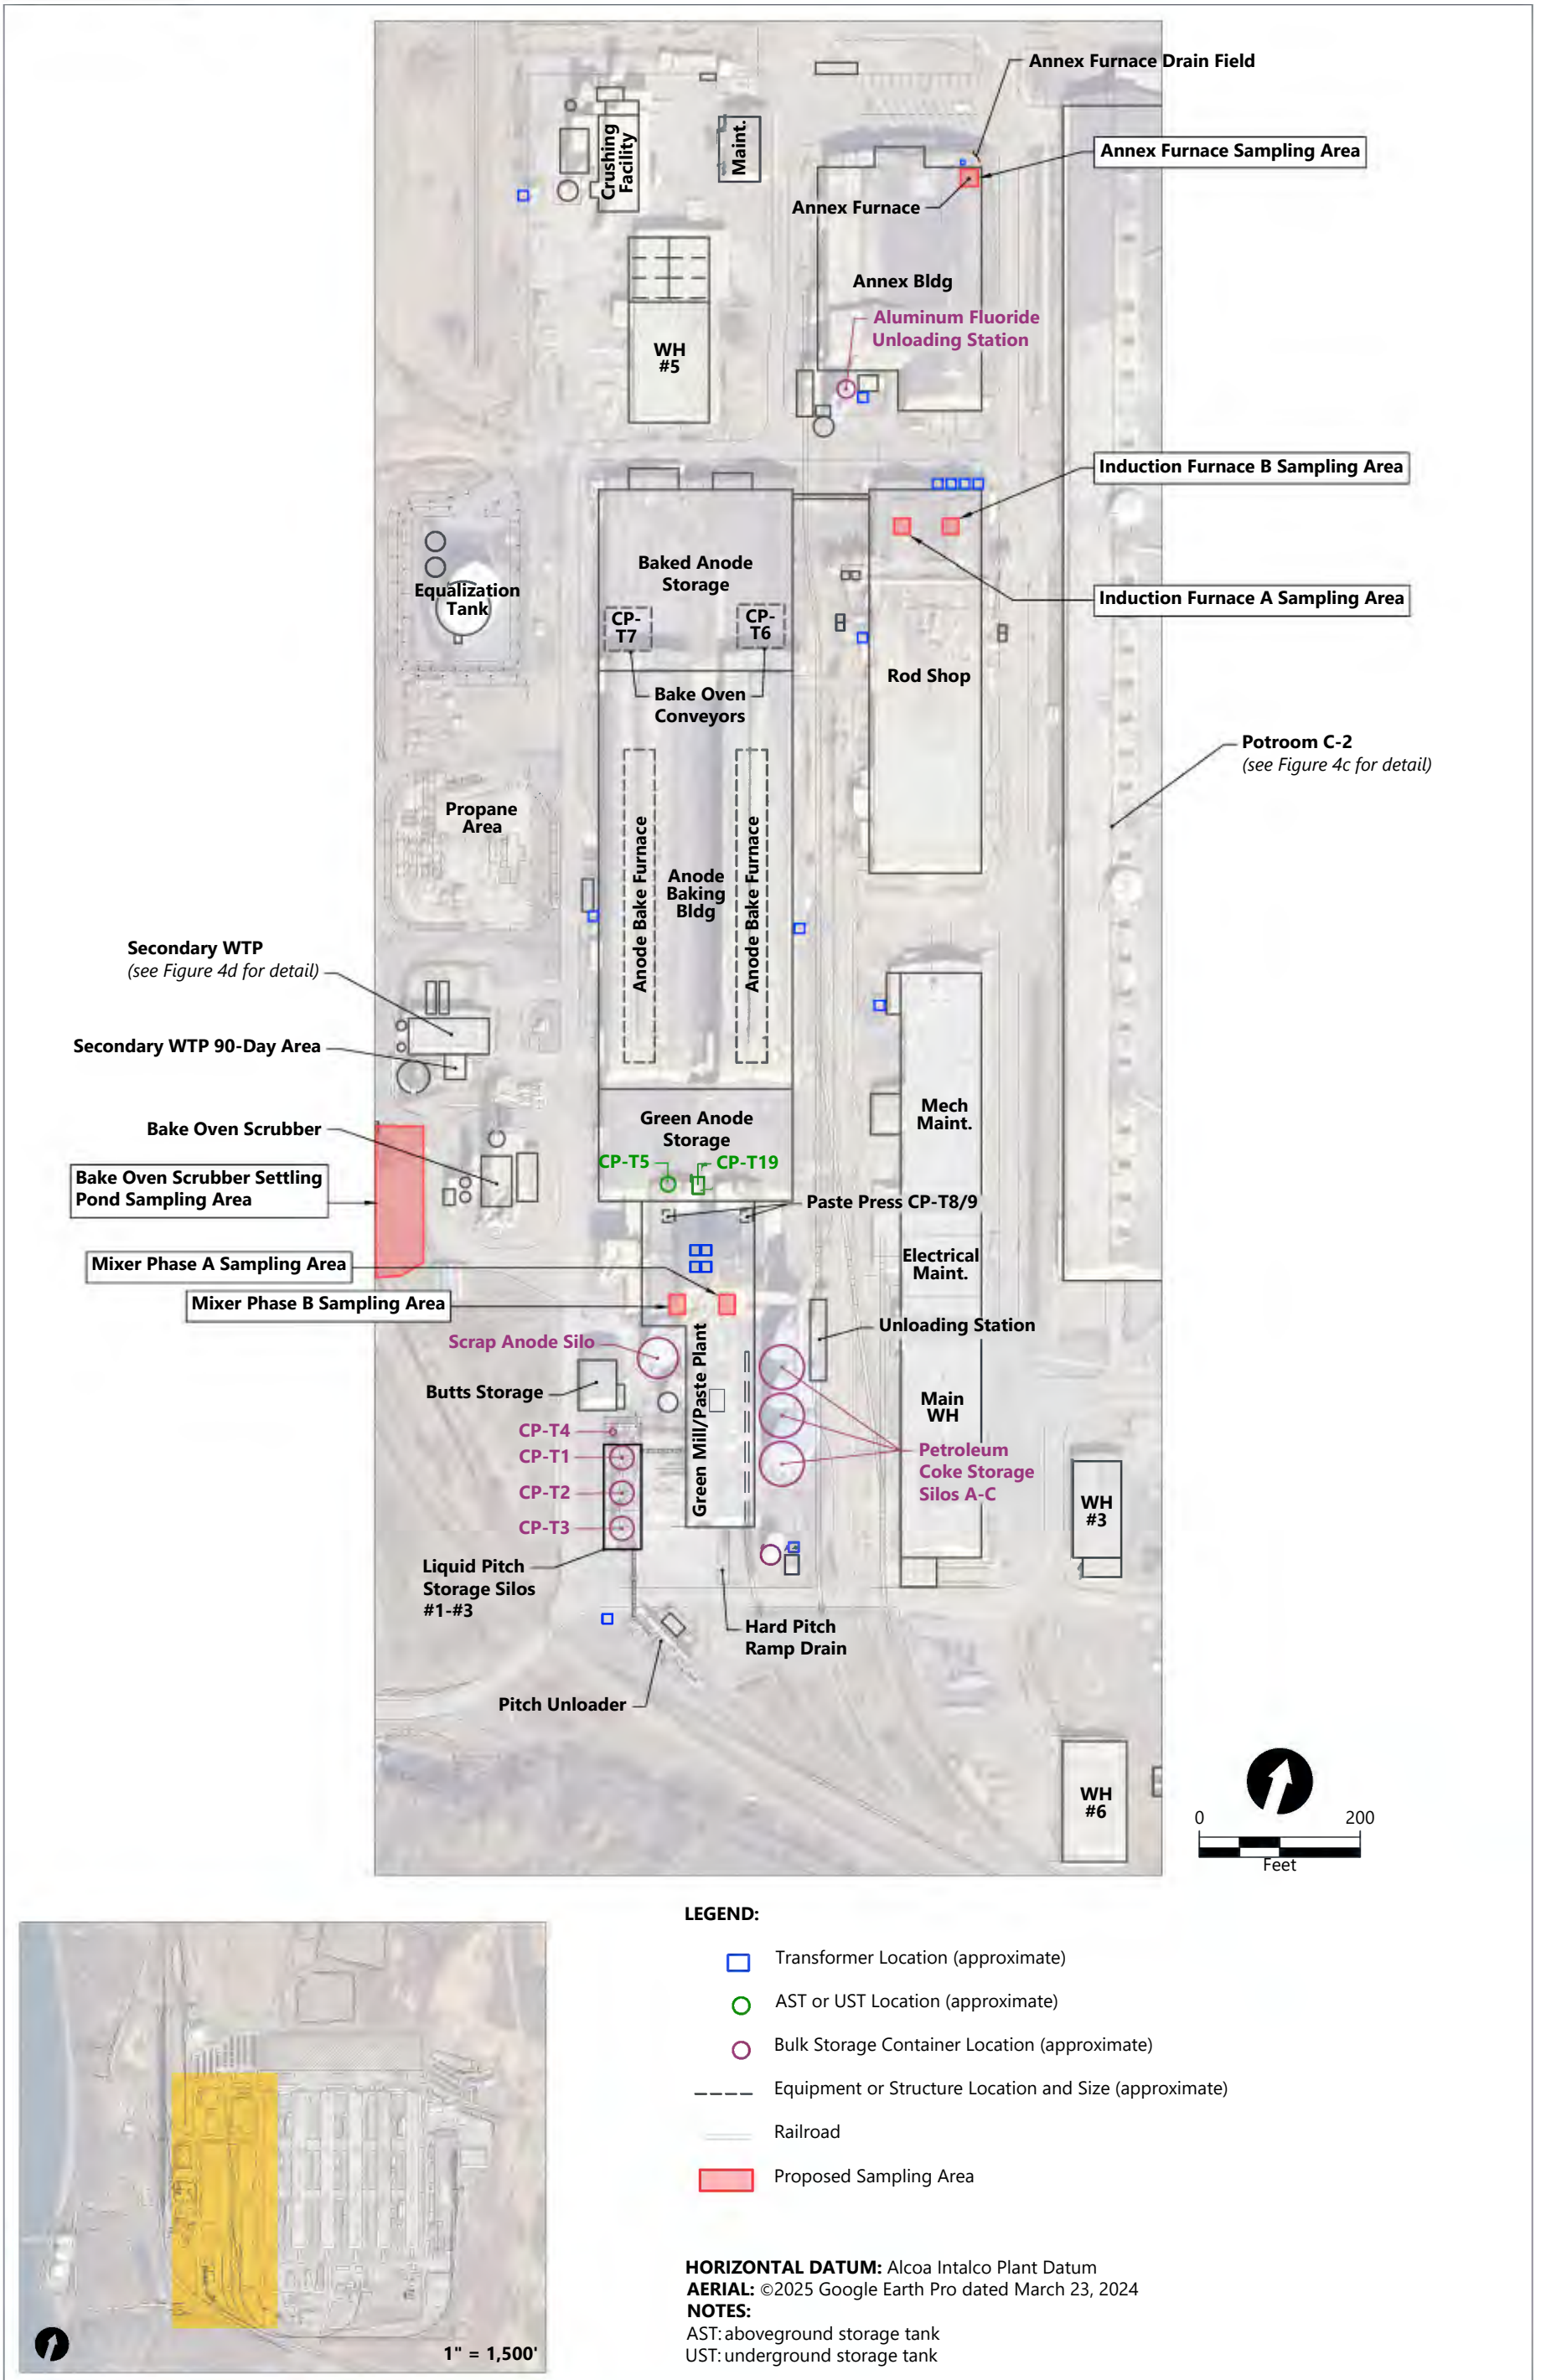 Annex Furnace Drain Field
Crushing
Facility
Maint.
Annex Furnace Sampling Area
Annex Furnace
Annex Bldg
Aluminum Fluoride
Unloading Station
WH
#5
Induction Furnace B Sampling Area
Baked Anode
Storage
Equalization
Tank
Induction Furnace A Sampling Area
CP-
T7
CP-
T6
Rod Shop
Bake Oven
Conveyors
Potroom C-2
(see Figure 4c for detail)
Propane
Area
Anode Bake Furnace
Anode
Baking
Bldg
Anode Bake Furnace
Secondary WTP
(see Figure 4d for detail)
Secondary WTP 90-Day Area
Mech
Maint.
Green Anode
Storage
Bake Oven Scrubber
CP-T5
CP-T19
Bake Oven Scrubber Settling
Pond Sampling Area
Paste Press CP-T8/9
Mixer Phase A Sampling Area
Electrical
Maint.
Mixer Phase B Sampling Area
Unloading Station
Scrap Anode Silo
Green Mill/Paste Plant
Butts Storage
Main
WH
CP-T4
CP-T1
CP-T2
CP-T3
Petroleum
Coke Storage
Silos A-C
WH
#3
Liquid Pitch
Storage Silos
#1-#3
Hard Pitch
Ramp Drain
Pitch Unloader
WH
#6
0 200
Feet
LEGEND:
Transformer Location (approximate)
AST or UST Location (approximate)
Bulk Storage Container Location (approximate)
Equipment or Structure Location and Size (approximate)
Railroad
Proposed Sampling Area
HORIZONTAL DATUM: Alcoa Intalco Plant Datum
AERIAL: ©2025 Google Earth Pro dated March 23, 2024
NOTES:
AST: aboveground storage tank
UST: underground storage tank
1" = 1,500'